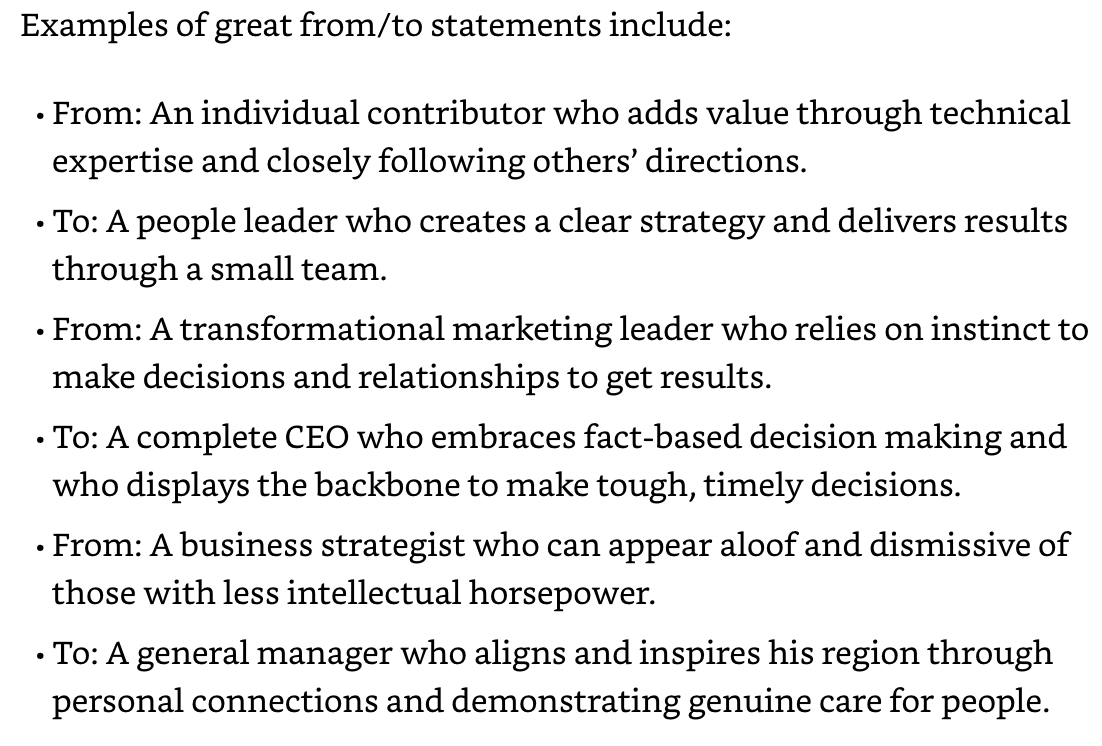 Examples of great from/to statements include:
• From: An individual contributor who adds value through technical
expertise and closely following others’ directions.
• To: A people leader who creates a clear strategy and delivers results
through a small team.
• From: A transformational marketing leader who relies on instinct to
make decisions and relationships to get results.
• To: A complete CEO who embraces fact-based decision making and
who displays the backbone to make tough, timely decisions.
• From: A business strategist who can appear aloof and dismissive of
those with less intellectual horsepower.
• To: A general manager who aligns and inspires his region through
personal connections and demonstrating genuine care for people.